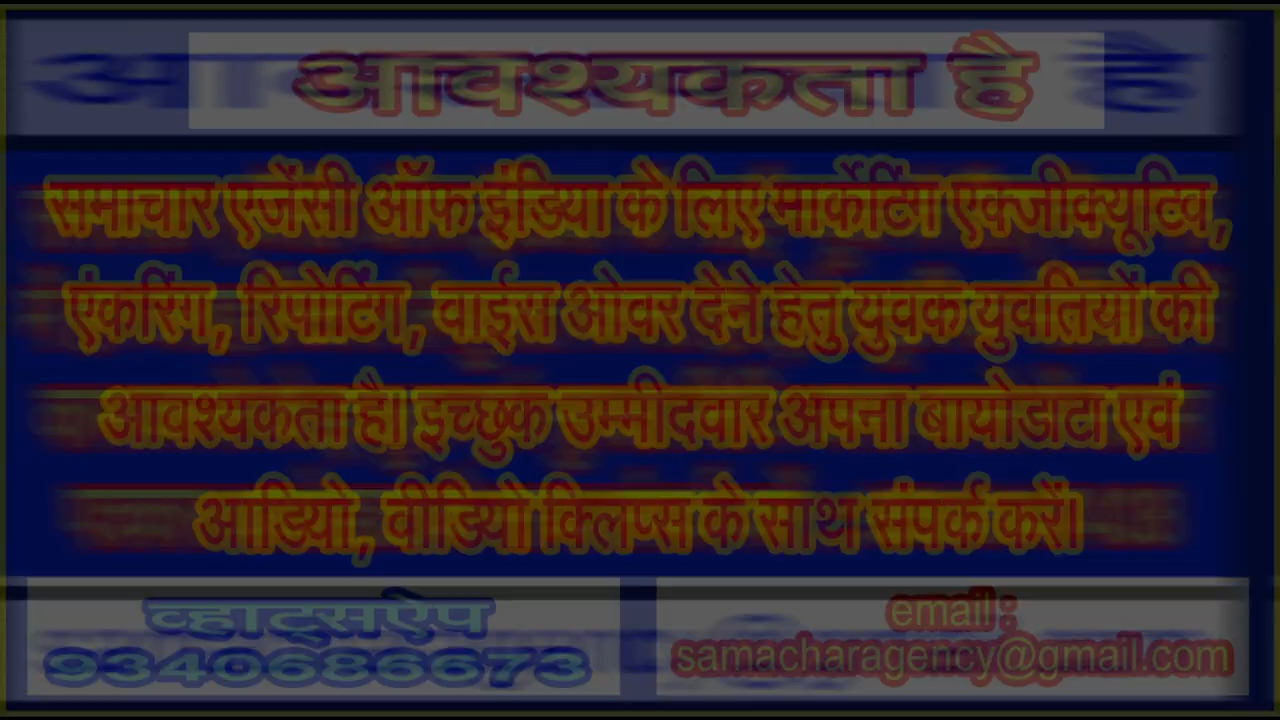 आवश्यकता है
समाचार एजेंसी ऑफ इंडिया के लिए मार्केटिंग एक्जीक्यूटिव,
एंकरिंग, रिपोर्टिंग, वाईस ओवर देने हेतु युवक युवतियों की
आवश्यकता है। इच्छुक उम्मीदवार अपना बायोडाटा एवं
आडियो, वीडियो क्लिप्स के साथ संपर्क करें।
व्हाट्सऐप
9340686673
email :
samacharagency@gmail.com